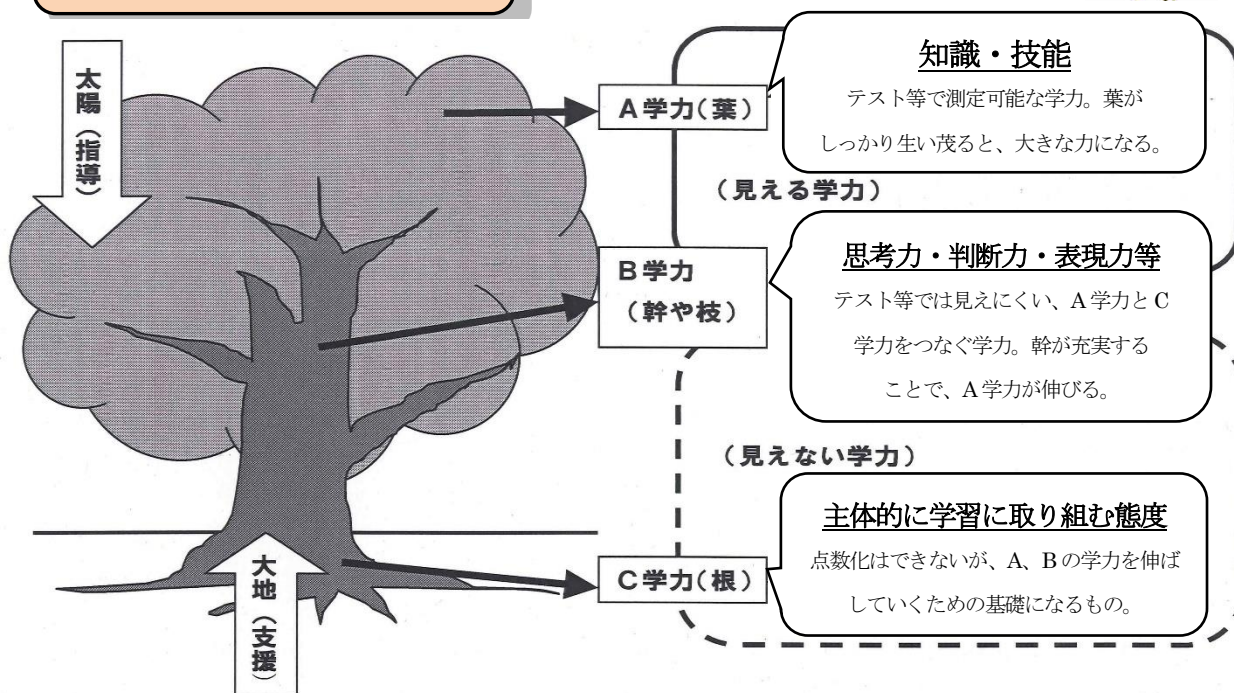 太陽（指導）
A学力（葉）
知識・技能
テスト等で測定可能な学力。葉が
しっかり生い茂ると、大きな力になる。
（見える学力）
B学力
（幹や枝）
思考力・判断力・表現力等
テスト等では見えにくい、A学力とC
学力をつなぐ学力。幹が充実する
ことで、A学力が伸びる。
（見えない学力）
C学力（根）
主体的に学習に取り組む態度
点数化はできないが、A、Bの学力を伸ば
していくための基礎になるもの。
大地（支援）